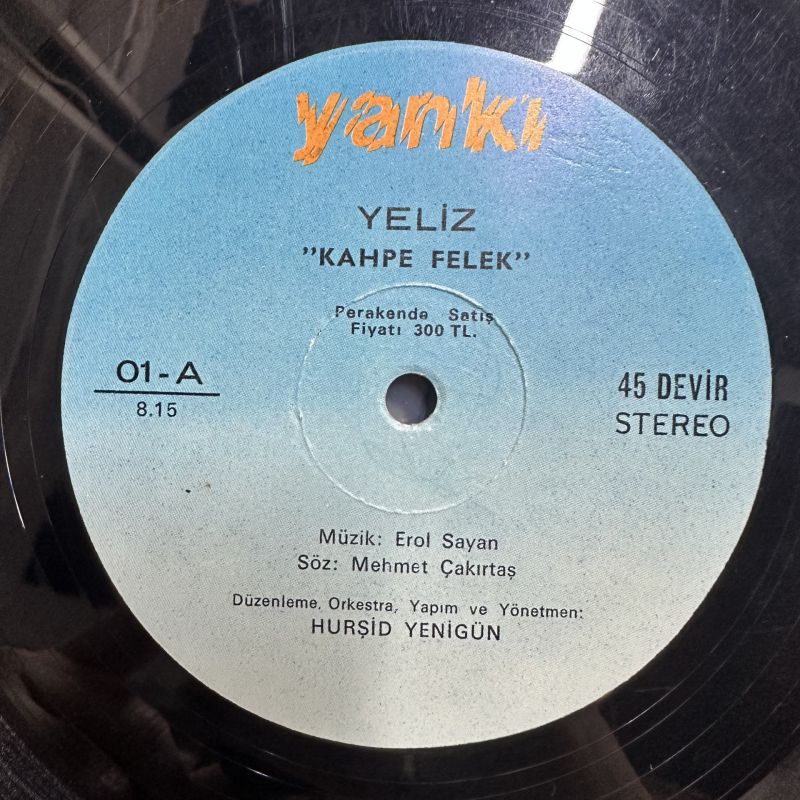 yankı
YELİZ
"KAHPE FELEK"
Perakende Satış
Fiyatı 300 TL.
01-A
8.15
45 DEVİR
STEREO
Müzik: Erol Sayan
Söz: Mehmet Çakırtaş
Düzenleme, Orkestra, Yapım ve Yönetmen:
HURŞİD YENİGÜN